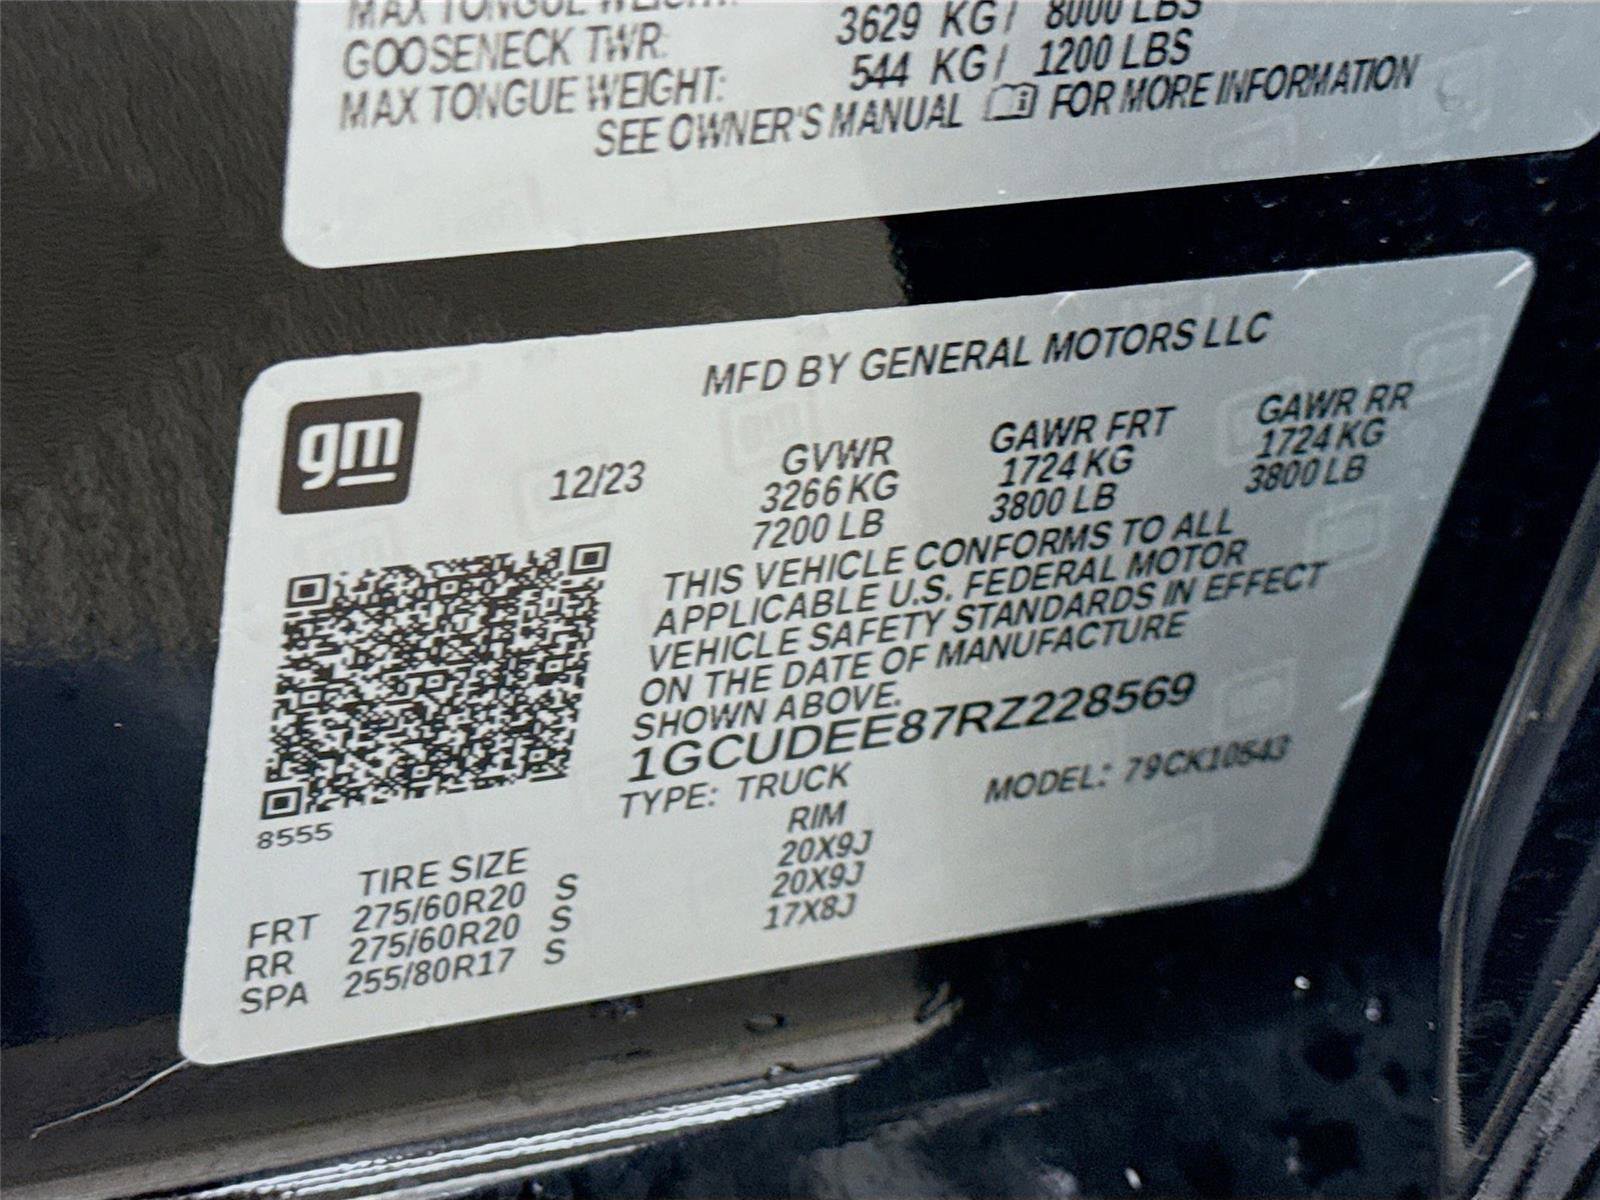 MAX TONGUE WEIGHT:
GOOSENECK TWR: 3629 KG / 8000 LBS
MAX TONGUE WEIGHT: 544 KG / 1200 LBS
SEE OWNER'S MANUAL FOR MORE INFORMATION
gm
MFD BY GENERAL MOTORS LLC
12/23 GVWR GAWR FRT GAWR RR
3266 KG 1724 KG 1724 KG
7200 LB 3800 LB 3800 LB
THIS VEHICLE CONFORMS TO ALL
APPLICABLE U.S. FEDERAL MOTOR
VEHICLE SAFETY STANDARDS IN EFFECT
ON THE DATE OF MANUFACTURE
SHOWN ABOVE.
1GCUDEE87RZ228569
TYPE: TRUCK MODEL: 79CK10543
8555
TIRE SIZE RIM
FRT 275/60R20 S 20X9J
RR 275/60R20 S 20X9J
SPA 255/80R17 S 17X8J